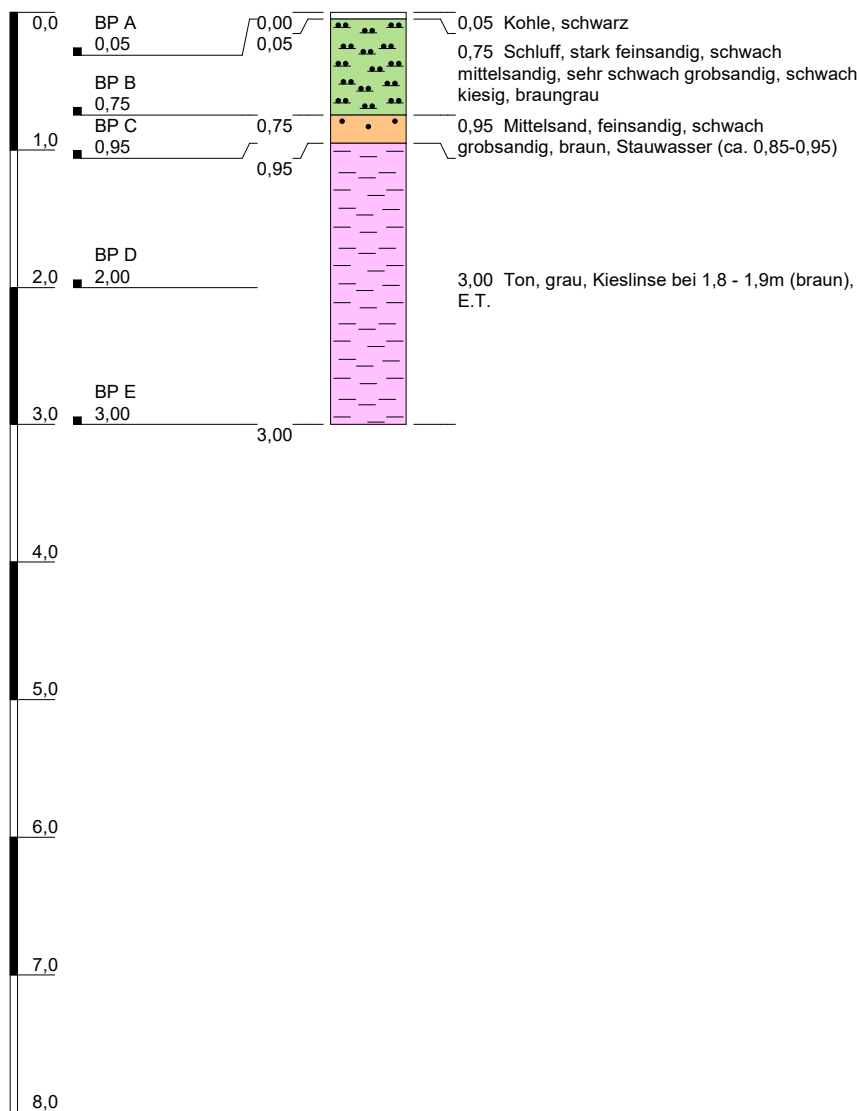 0,0
BP A
0,05
0,00
0,05
0,05 Kohle, schwarz
0,75 Schluff, stark feinsandig, schwach
mittelsandig, sehr schwach grobsandig, schwach
kiesig, braungrau
BP B
0,75
BP C
0,95
0,75
0,95 Mittelsand, feinsandig, schwach
grobsandig, braun, Stauwasser (ca. 0,85-0,95)
1,0
0,95
BP D
2,00
2,0
3,00 Ton, grau, Kieslinse bei 1,8 - 1,9m (braun),
E.T.
BP E
3,00
3,0
3,00
4,0
5,0
6,0
7,0
8,0